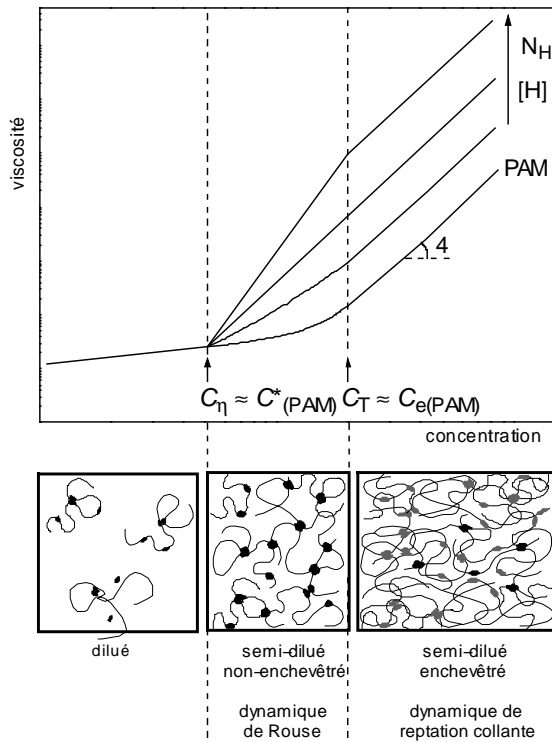 N_H
[H]
PAM
4
viscosité
C_η ≈ C*(PAM) C_T ≈ C_e(PAM)
concentration
dilué
semi-dilué
non-enchevêtré
semi-dilué
enchevêtré
dynamique
de Rouse
dynamique de
reptation collante